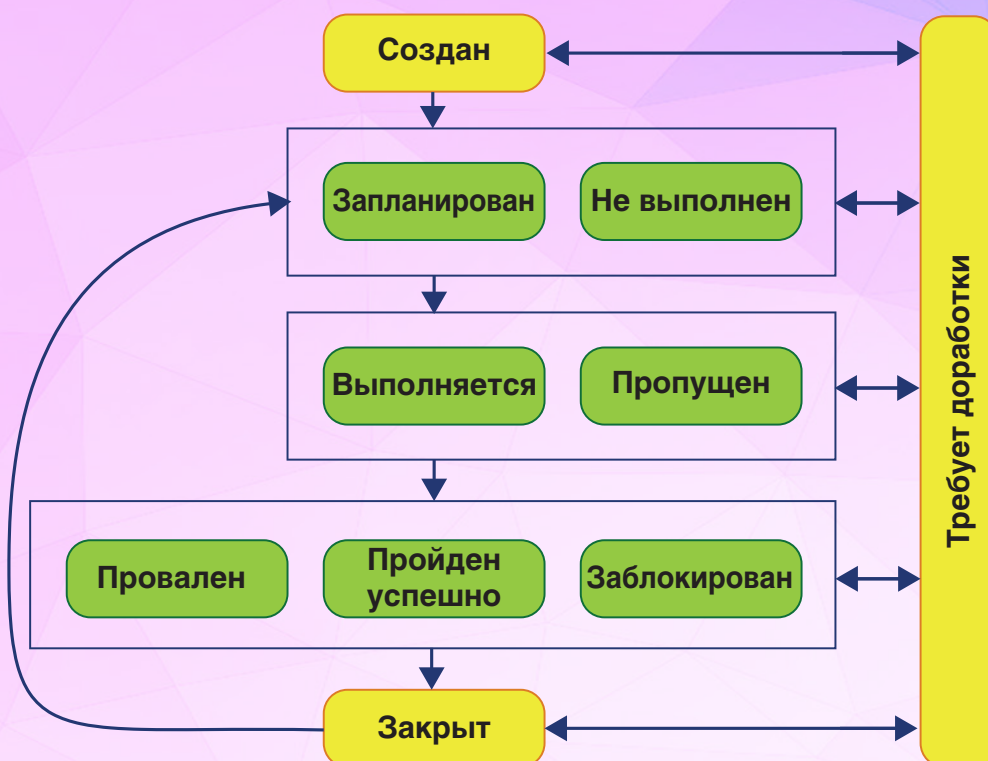 Создан
Запланирован
Не выполнен
Выполняется
Пропущен
Провален
Пройден
успешно
Заблокирован
Закрыт
Требует доработки